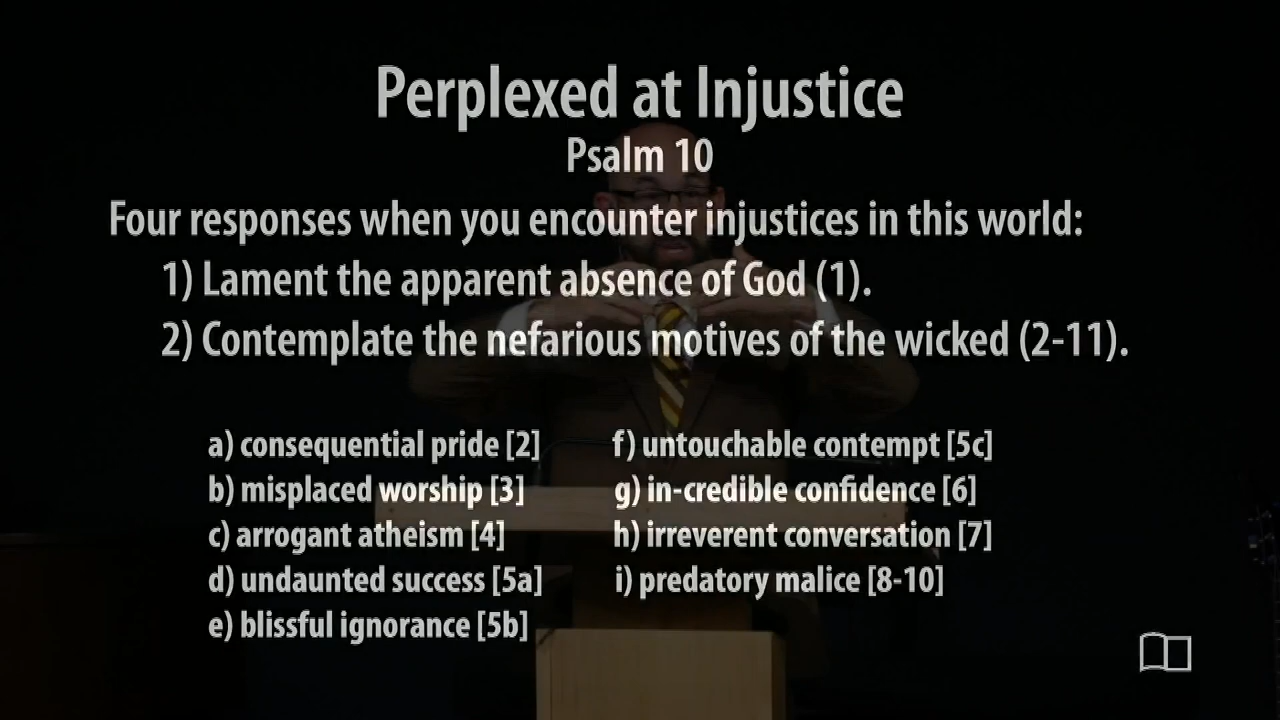 Perplexed at Injustice
Psalm 10
Four responses when you encounter injustices in this world:
1) Lament the apparent absence of God (1).
2) Contemplate the nefarious motives of the wicked (2-11).
a) consequential pride [2]
b) misplaced worship [3]
c) arrogant atheism [4]
d) undaunted success [5a]
e) blissful ignorance [5b]
f) untouchable contempt [5c]
g) in-credible confidence [6]
h) irreverent conversation [7]
i) predatory malice [8-10]